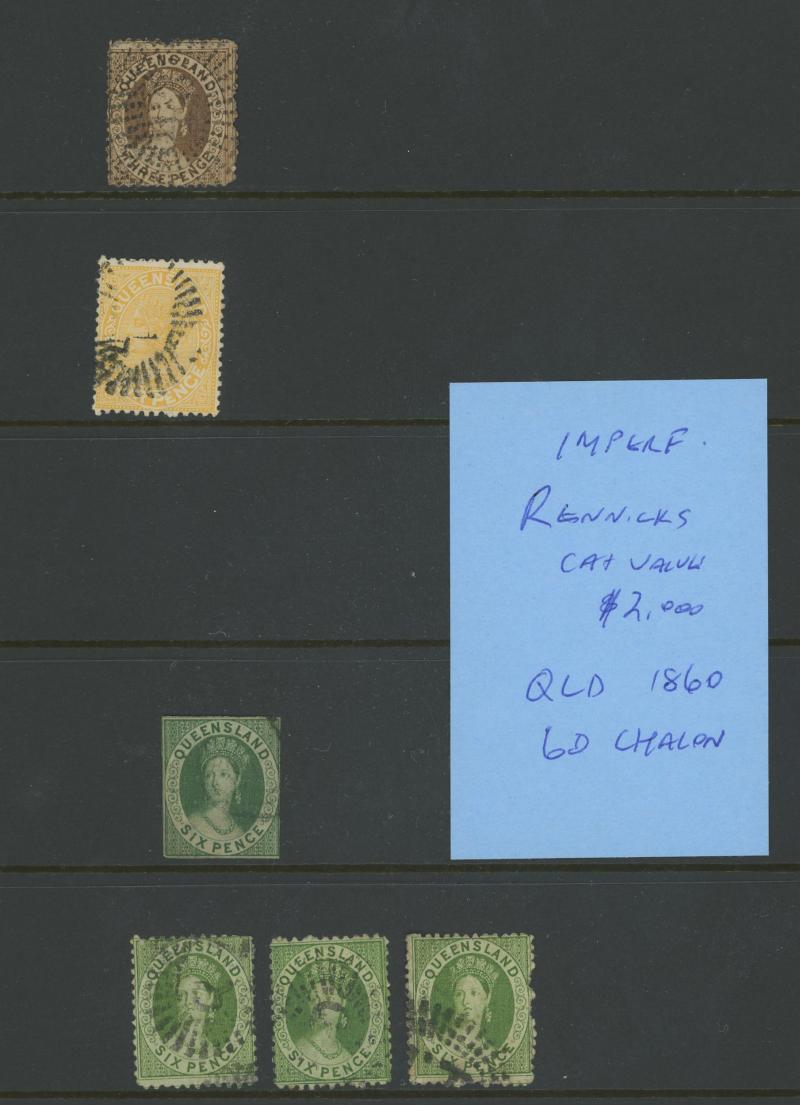 QUEENSLAND
THREE PENCE
QUEENS
PENCE
IMPERF.
RENNICKS
CAT VALUE
$2,000
QLD 1860
6D CHALON
QUEENSLAND
SIX PENCE
QUEENSLAND
SIX PENCE
QUEENSLAND
SIX PENCE
QUEENSLAND
SIX PENCE